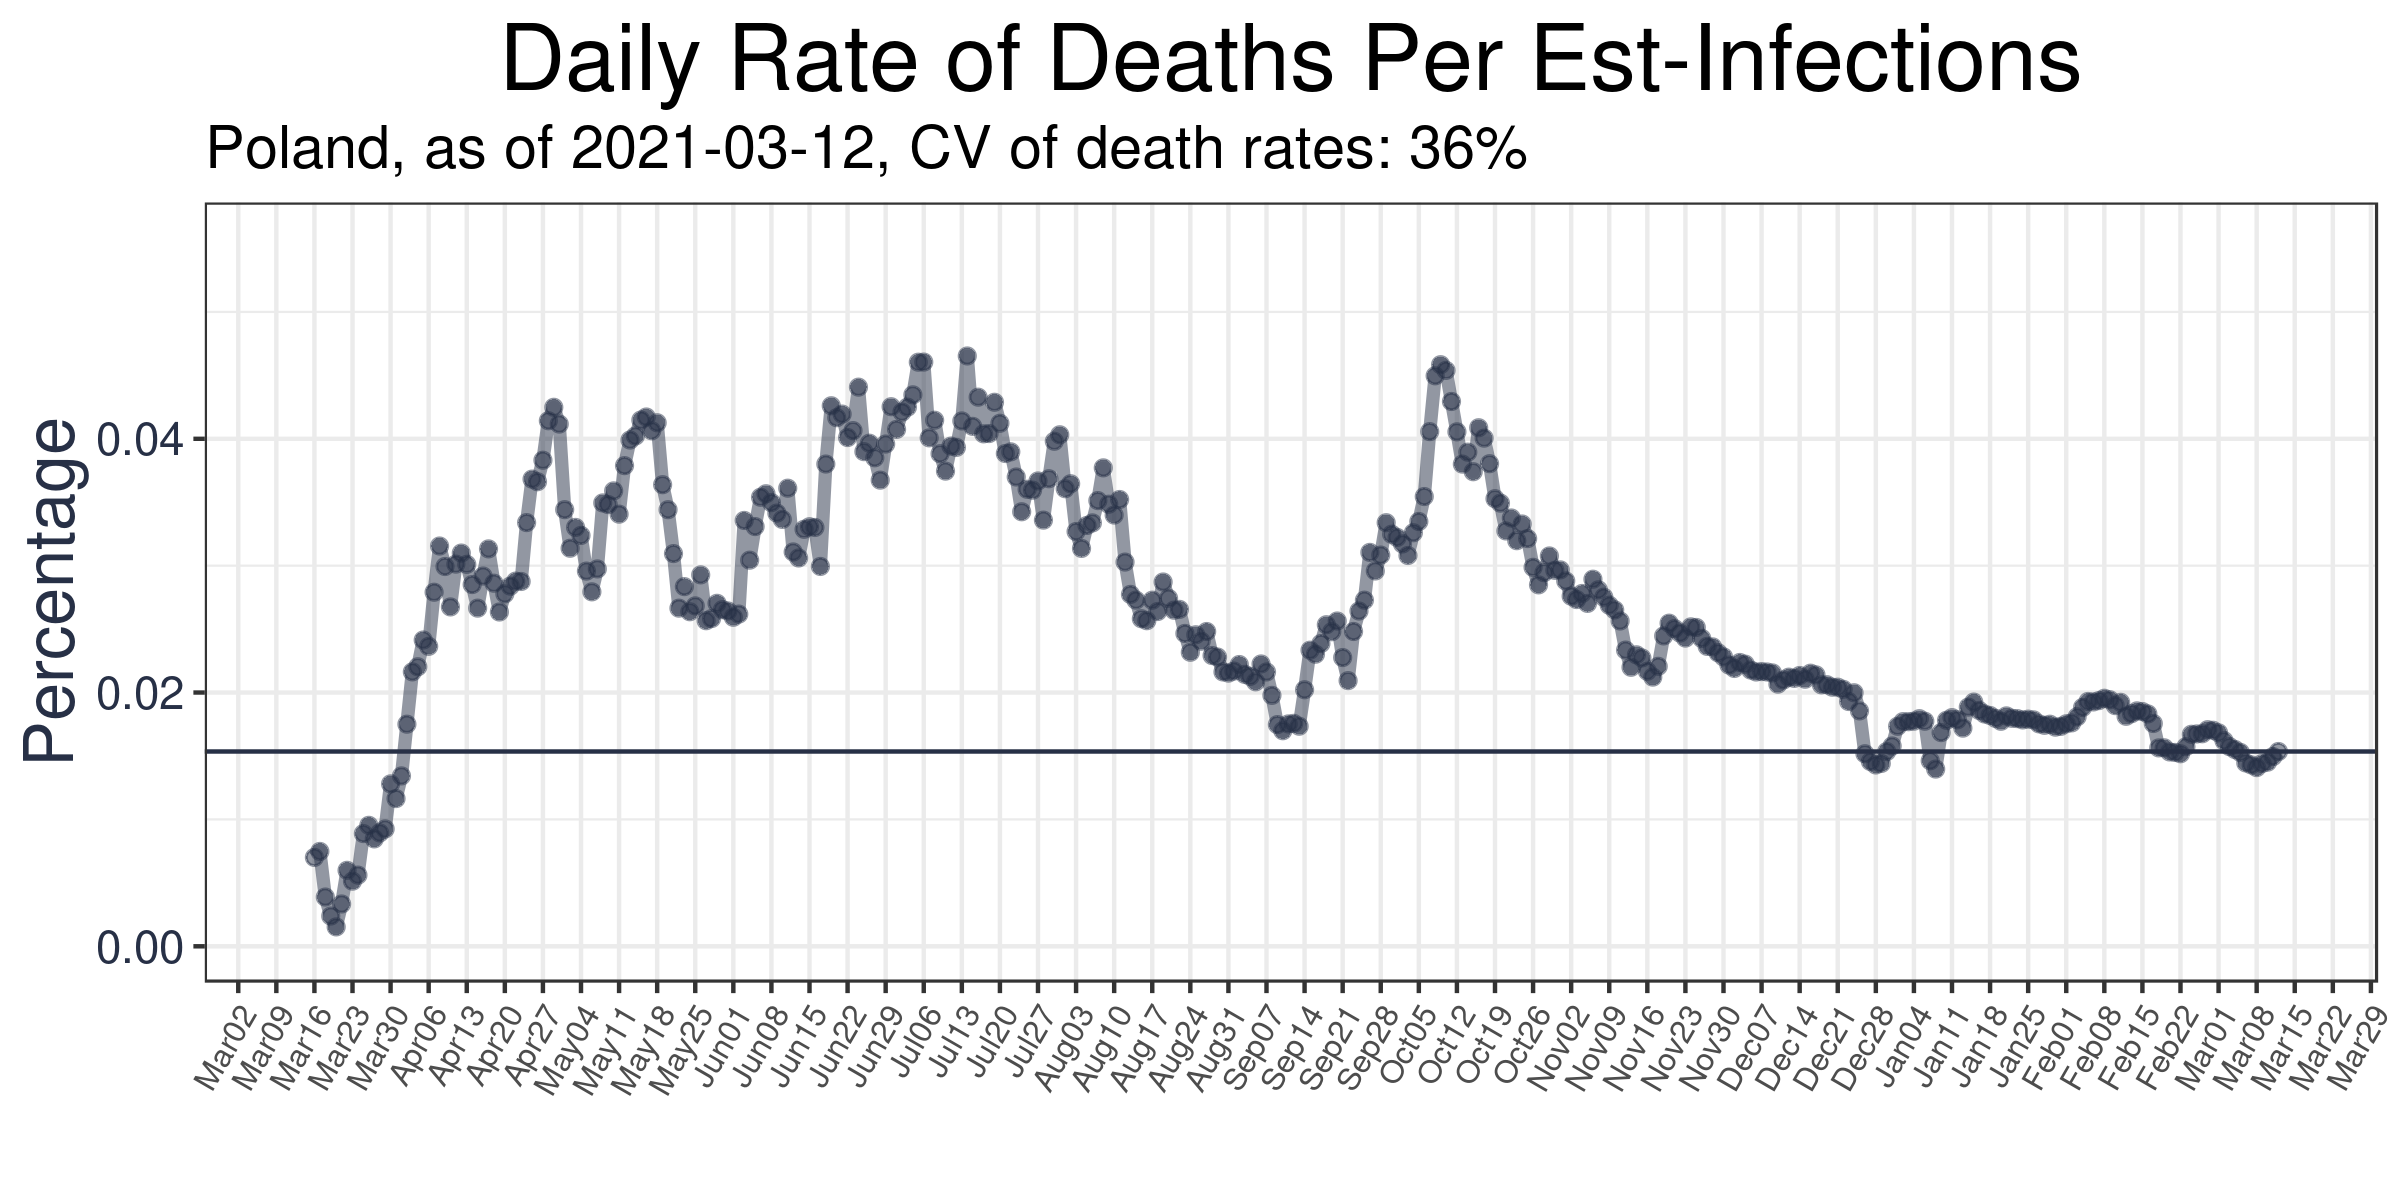 Daily Rate of Deaths Per Est-Infections
Poland, as of 2021-03-12, CV of death rates: 36%
Percentage
0.04
0.02
0.00
Mar02
Mar09
Mar16
Mar23
Mar30
Apr06
Apr13
Apr20
Apr27
May04
May11
May18
May25
Jun01
Jun08
Jun15
Jun22
Jun29
Jul06
Jul13
Jul20
Jul27
Aug03
Aug10
Aug17
Aug24
Aug31
Sep07
Sep14
Sep21
Sep28
Oct05
Oct12
Oct19
Oct26
Nov02
Nov09
Nov16
Nov23
Nov30
Dec07
Dec14
Dec21
Dec28
Jan04
Jan11
Jan18
Jan25
Feb01
Feb08
Feb15
Feb22
Mar01
Mar08
Mar15
Mar22
Mar29